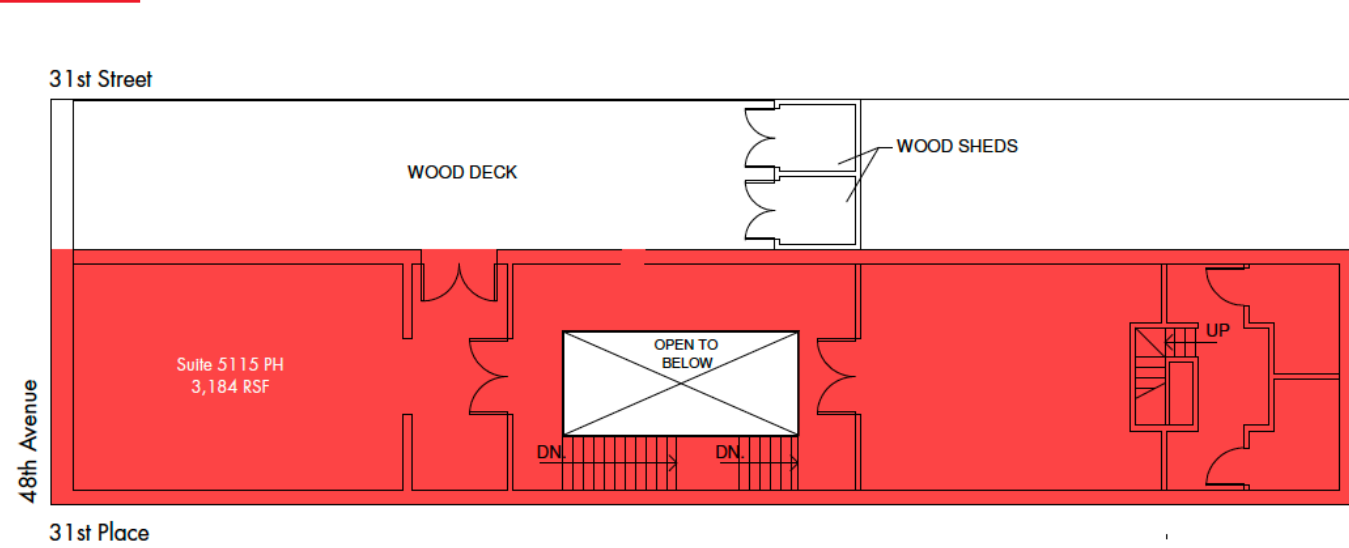 31st Street
WOOD DECK
WOOD SHEDS
Suite 5115 PH
3,184 RSF
OPEN TO
BELOW
UP
DN.
DN.
48th Avenue
31st Place